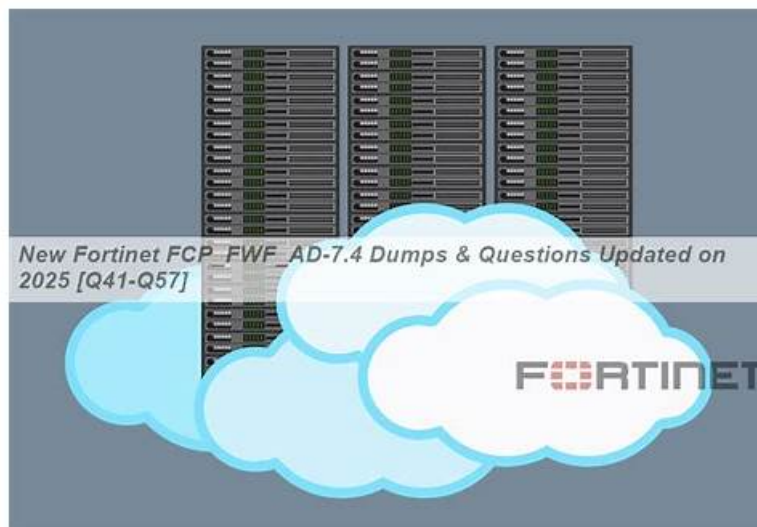 New Fortinet FCP_FWF_AD-7.4 Dumps & Questions Updated on
2025 [Q41-Q57]
FORTINET